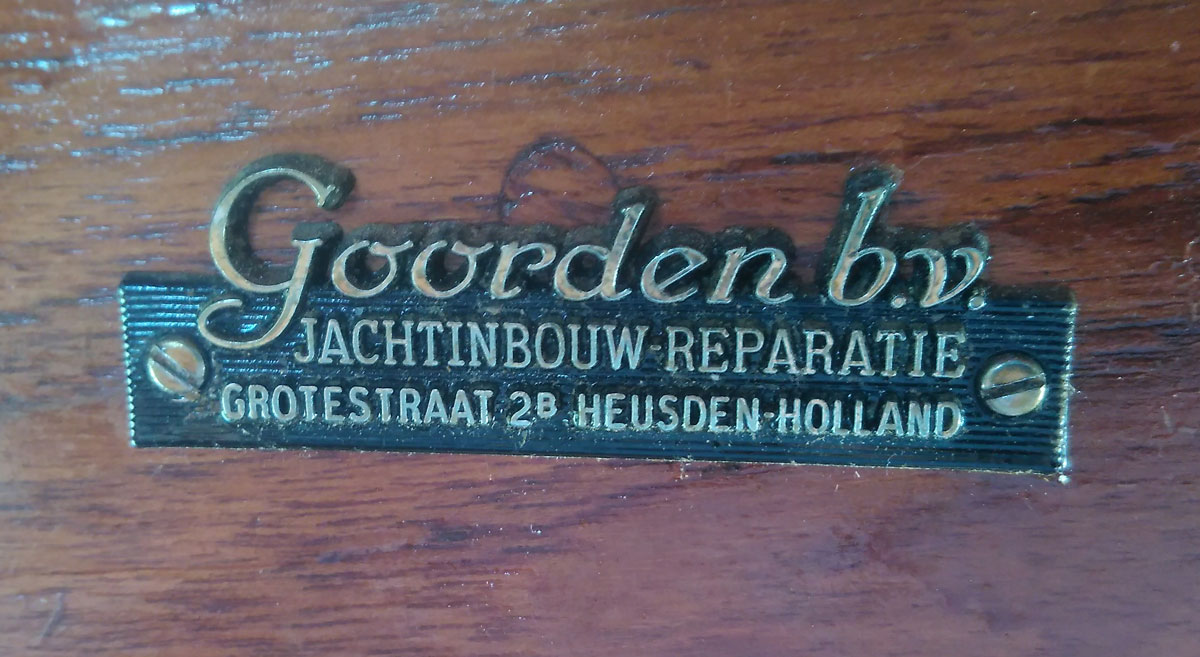 Goorden b.v.
JACHTINBOUW-REPARATIE
GROTESTRAAT 2B HEUSDEN-HOLLAND